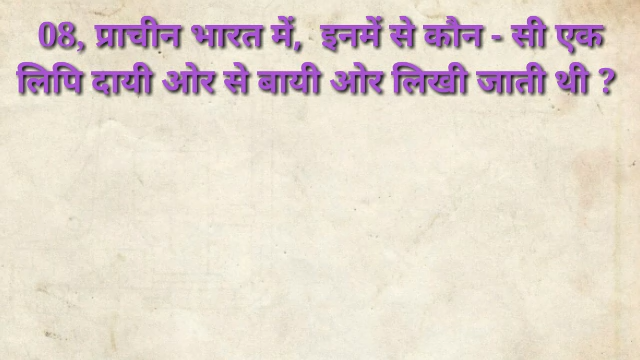 08, प्राचीन भारत में, इनमें से कौन - सी एक
लिपि दायी ओर से बायी ओर लिखी जाती थी ?